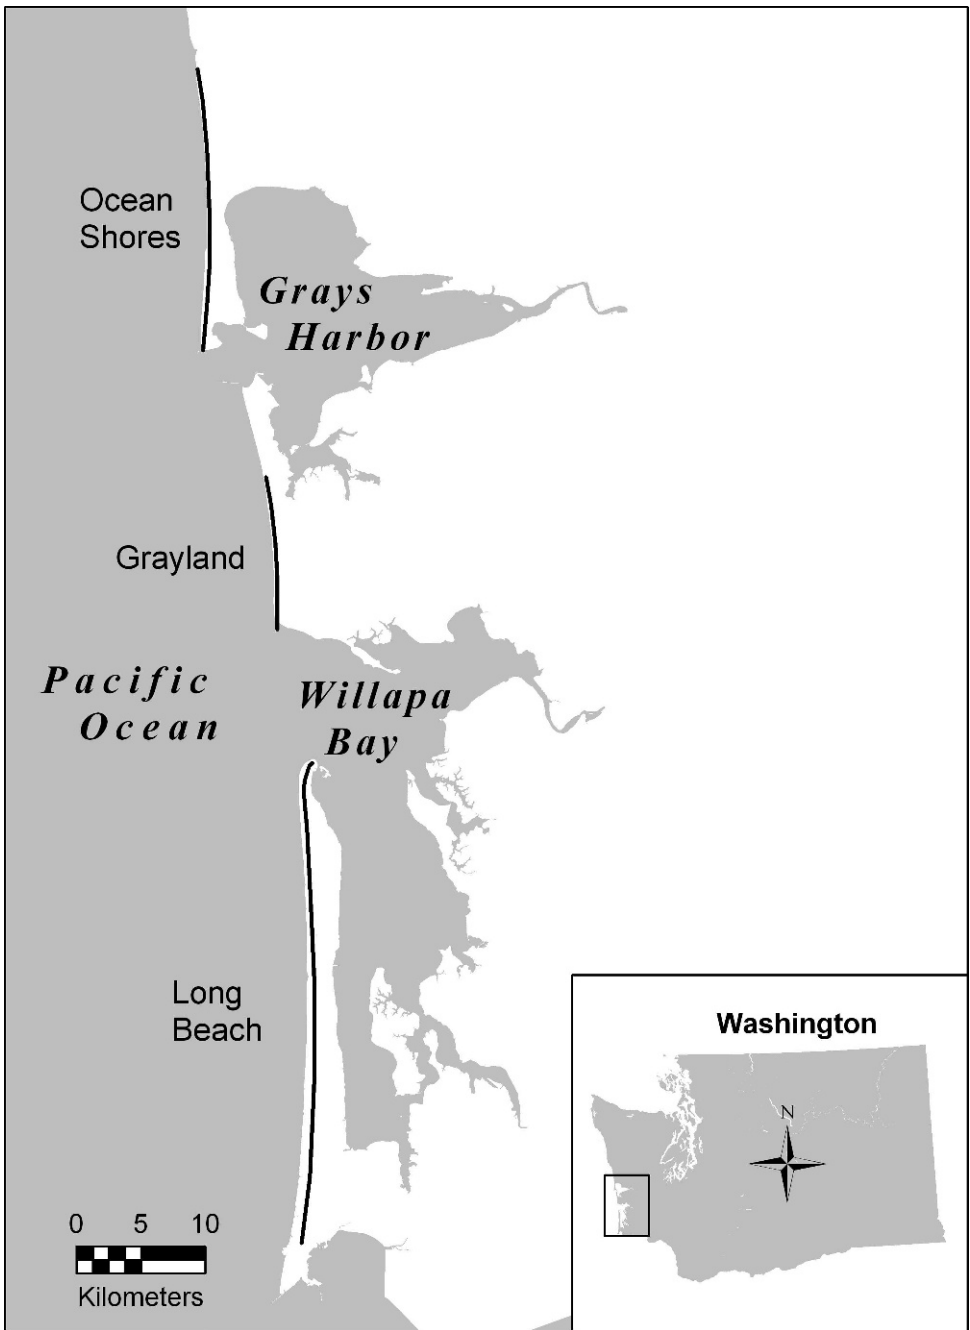 Ocean
Shores
Grays
Harbor
Grayland
Pacific
Ocean
Willapa
Bay
Long
Beach
Washington
N
0 5 10
Kilometers